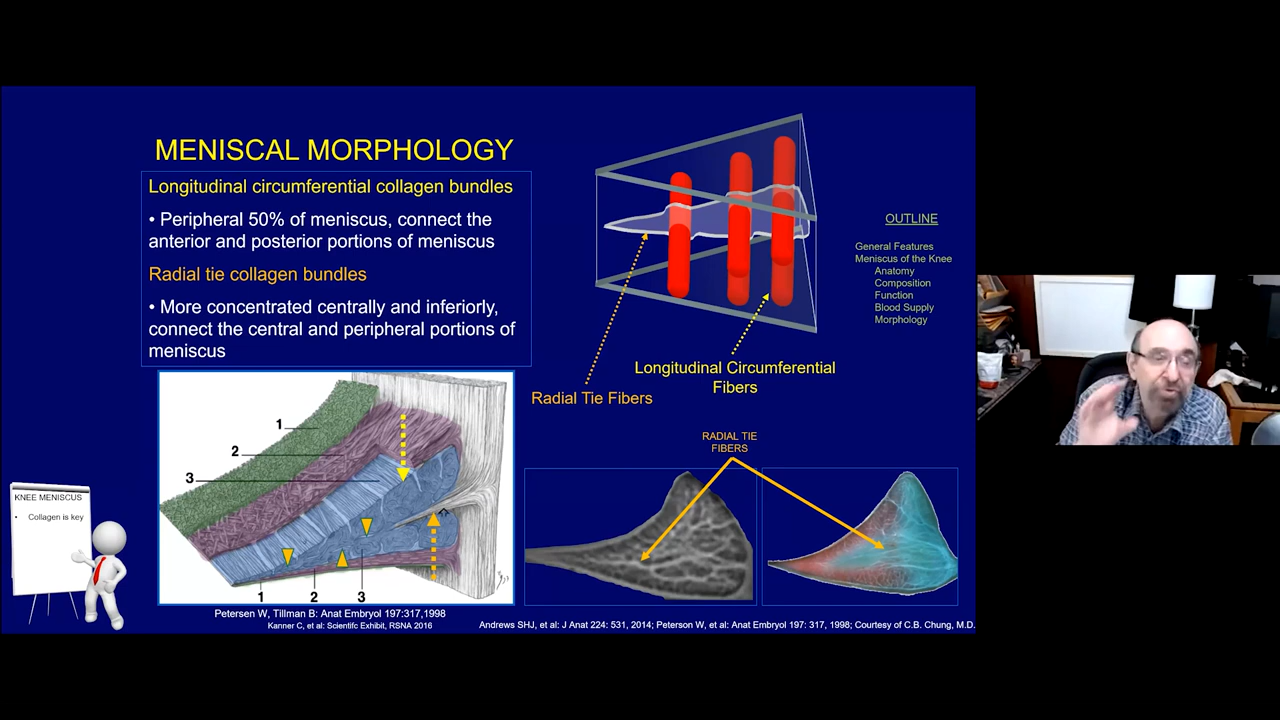 MENISCAL MORPHOLOGY
Longitudinal circumferential collagen bundles
• Peripheral 50% of meniscus, connect the
anterior and posterior portions of meniscus
Radial tie collagen bundles
• More concentrated centrally and inferiorly,
connect the central and peripheral portions of
meniscus
Longitudinal Circumferential
Fibers
Radial Tie Fibers
OUTLINE
General Features
Meniscus of the Knee
Anatomy
Composition
Function
Blood Supply
Morphology
1
2
3
1 2 3
RADIAL TIE
FIBERS
KNEE MENISCUS
• Collagen is key
Petersen W, Tillman B: Anat Embryol 197:317,1998
Kanner C, et al: Scientifc Exhibit, RSNA 2016
Andrews SHJ, et al: J Anat 224: 531, 2014; Peterson W, et al: Anat Embryol 197: 317, 1998; Courtesy of C.B. Chung, M.D.